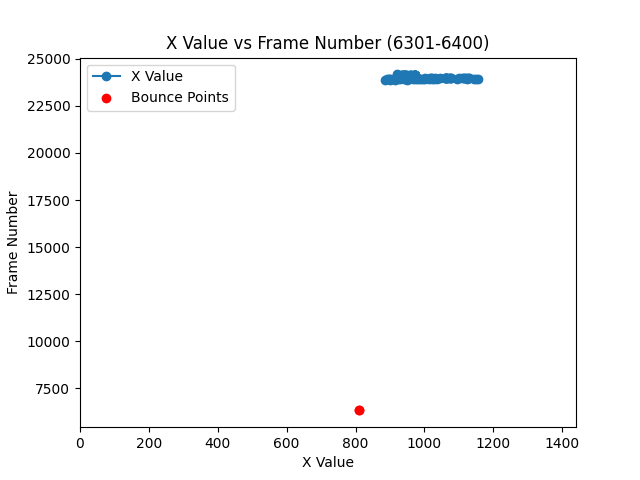 X Value vs Frame Number (6301-6400)
X Value
Bounce Points
25000
22500
20000
17500
15000
12500
10000
7500
Frame Number
0 200 400 600 800 1000 1200 1400
X Value